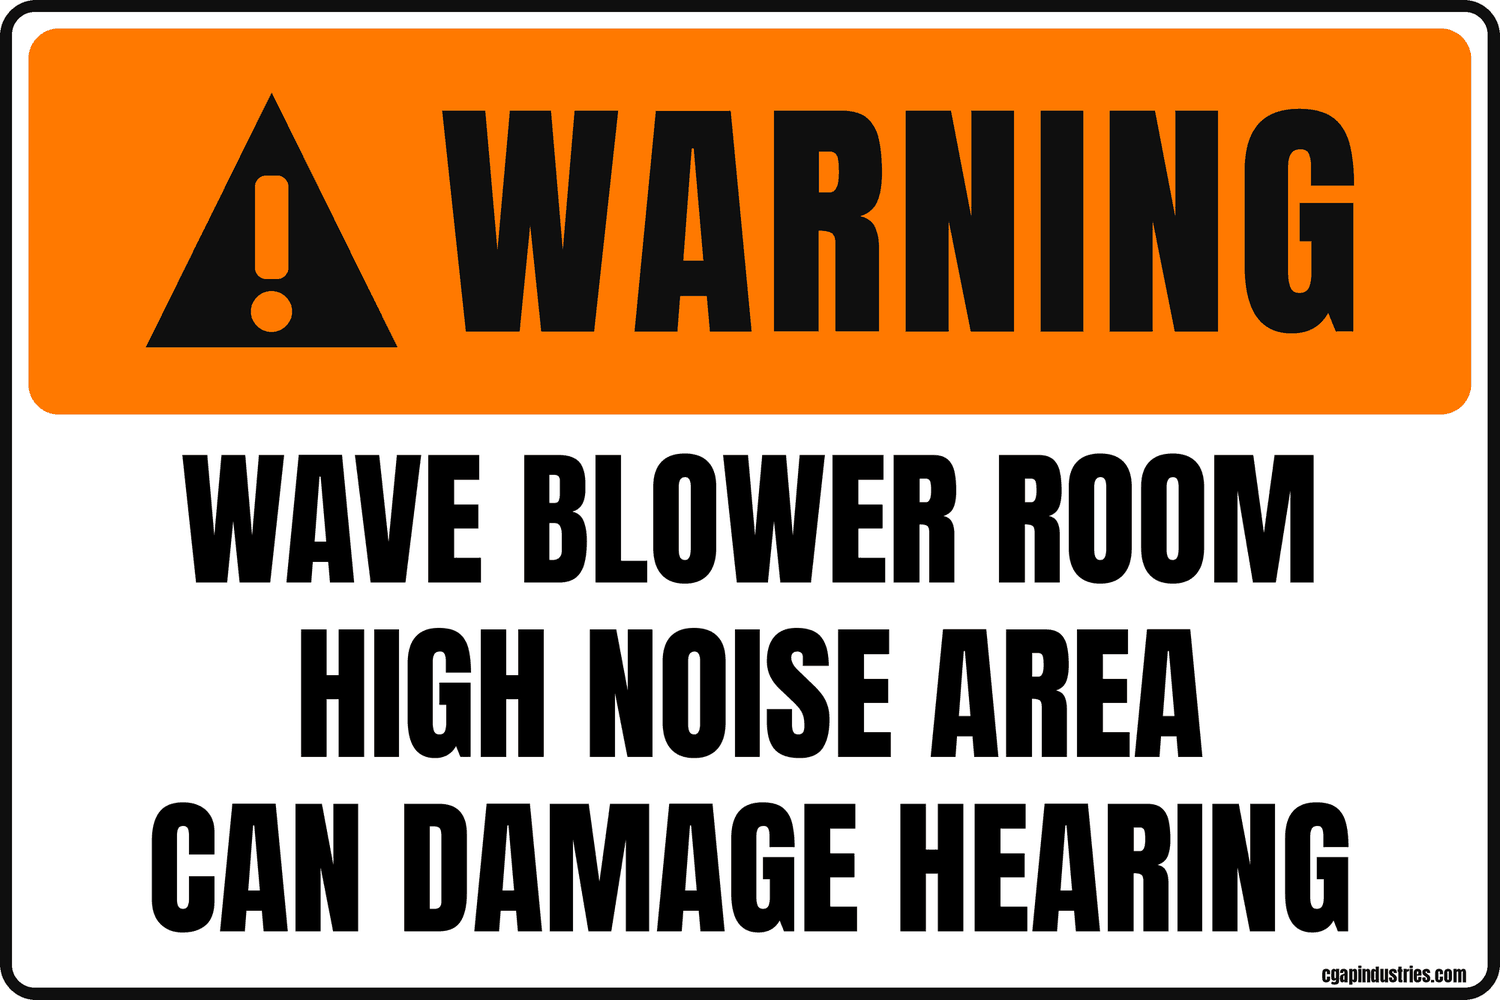 WARNING
WAVE BLOWER ROOM
HIGH NOISE AREA
CAN DAMAGE HEARING
cgapindustries.com